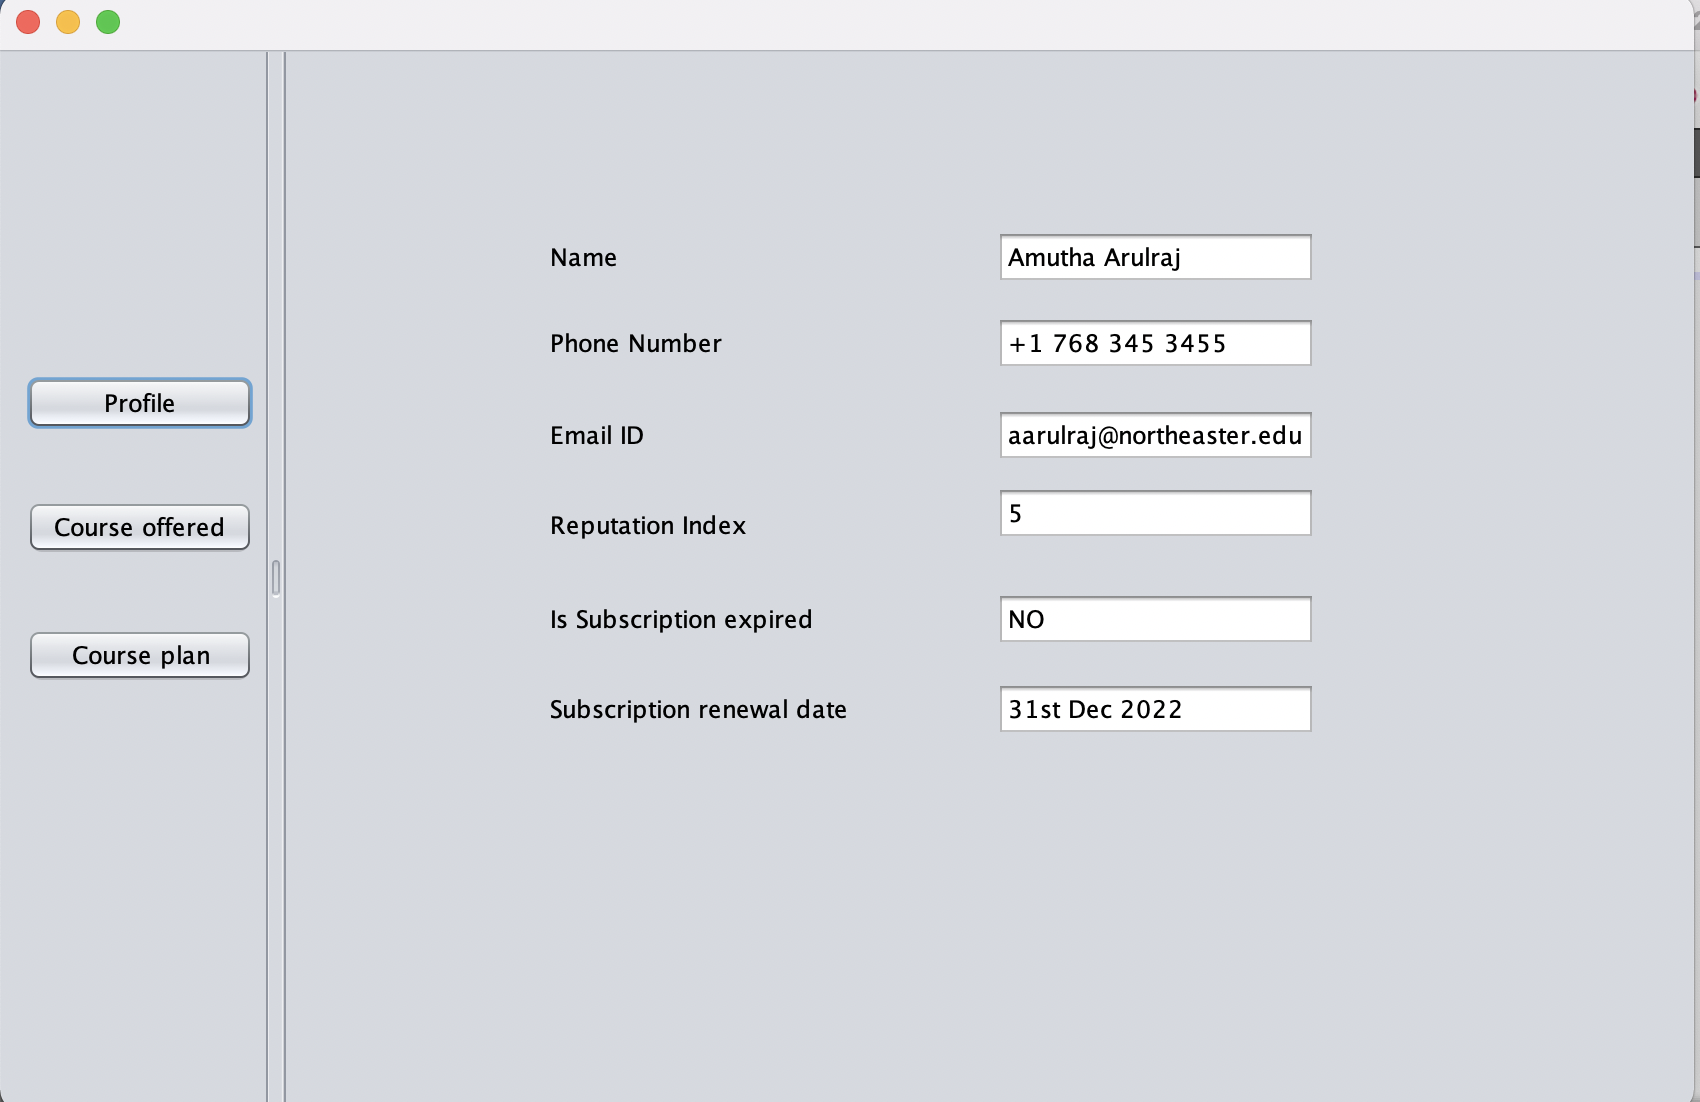 Profile
Course offered
Course plan
Name
Amutha Arulraj
Phone Number
+1 768 345 3455
Email ID
aarulraj@northeaster.edu
Reputation Index
5
Is Subscription expired
NO
Subscription renewal date
31st Dec 2022